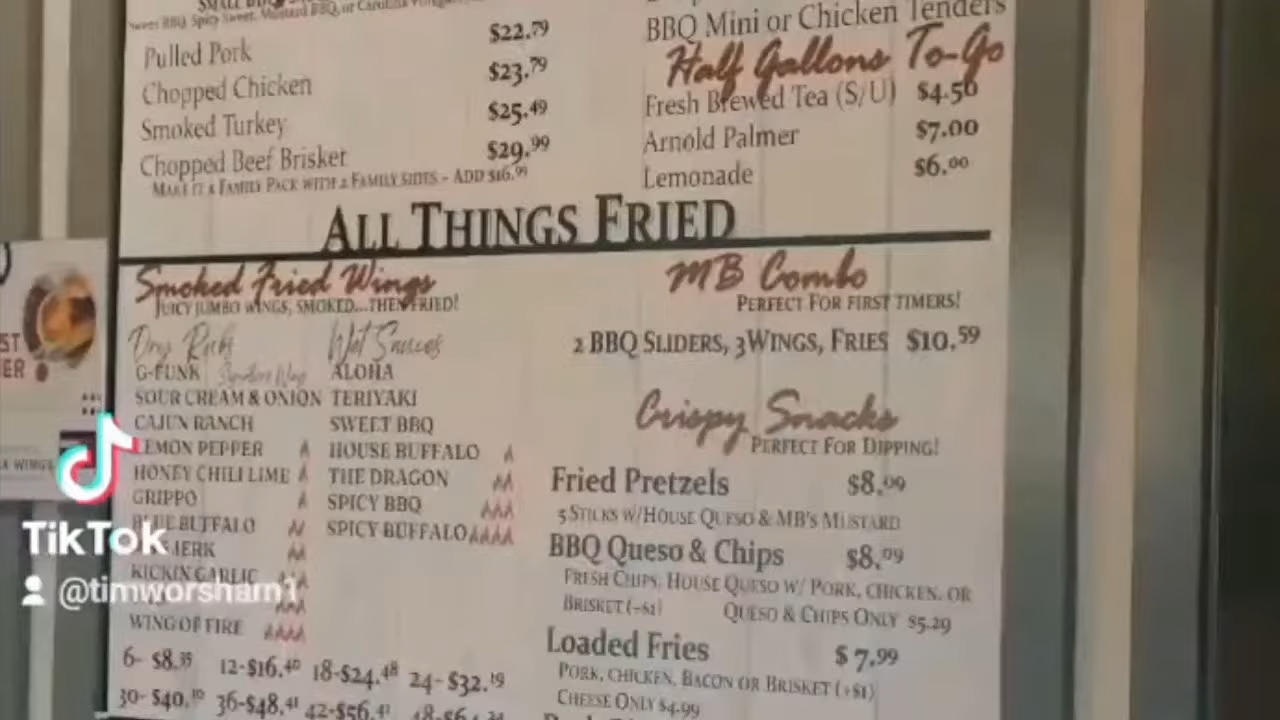 Sweet BBQ, Spicy Sweet, Mustard BBQ, or Carolina
Pulled Pork $22.79
Chopped Chicken $23.79
Smoked Turkey $25.49
Chopped Beef Brisket $29.99
Make it a Family Pack with 2 Family sides - Add $16.99
BBQ Mini or Chicken Tenders
Half Gallons To-Go
Fresh Brewed Tea (S/U) $4.50
Arnold Palmer $7.00
Lemonade $6.00
All Things Fried
Smoked Fried Wings
Juicy jumbo wings, smoked...then fried!
Dry Rubs
G-Funk Signature Wing
Sour Cream & Onion
Cajun Ranch
Lemon Pepper
Honey Chili Lime
Grippo
Blue Buffalo
Jerk
Kickin Garlic
Wing of Fire
Wet Sauces
Aloha
Teriyaki
Sweet BBQ
House Buffalo
The Dragon
Spicy BBQ
Spicy Buffalo
6- $8.35 12-$16.40 18-$24.48 24- $32.19
30- $40.10 36-$48.41 42-$56.41
MB Combo
Perfect For first timers!
2 BBQ Sliders, 3 Wings, Fries $10.59
Crispy Snacks
Perfect For Dipping!
Fried Pretzels $8.09
5 Sticks w/House Queso & MB's Mustard
BBQ Queso & Chips $8.09
Fresh Chips, House Queso w/ Pork, chicken, or
Brisket (+$1) Queso & Chips Only $5.29
Loaded Fries $7.99
Pork, chicken, Bacon or Brisket (+$1)
Cheese Only $4.99
TikTok
@timworsham1